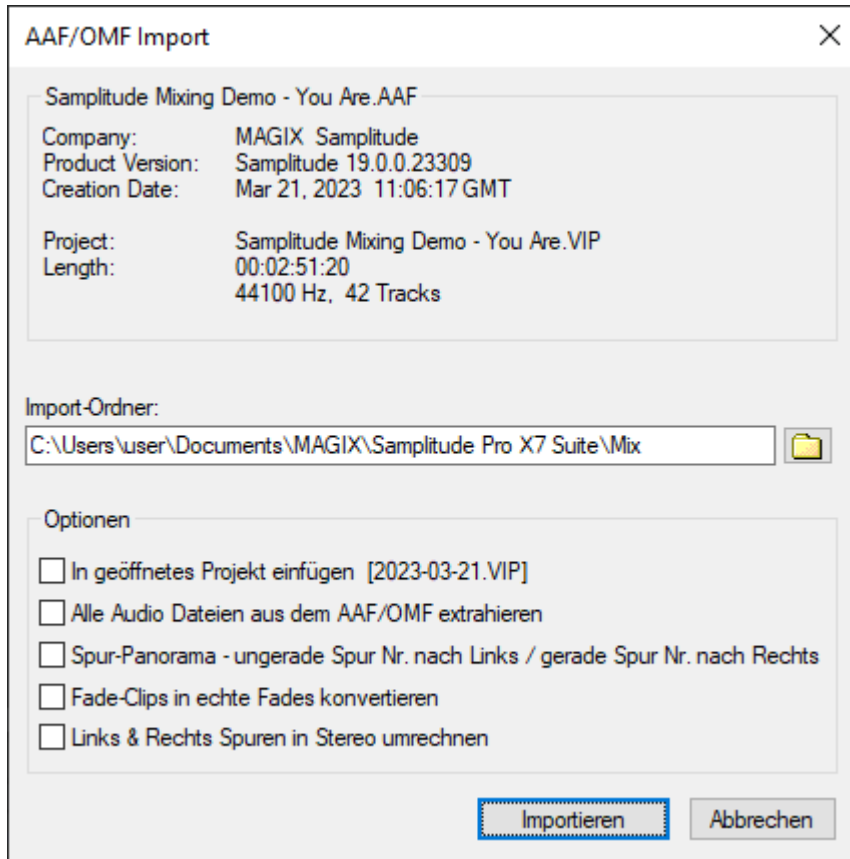 AAF/OMF Import
Samplitude Mixing Demo - You Are.AAF
Company: MAGIX Samplitude
Product Version: Samplitude 19.0.0.23309
Creation Date: Mar 21, 2023 11:06:17 GMT
Project: Samplitude Mixing Demo - You Are.VIP
Length: 00:02:51:20
44100 Hz, 42 Tracks
Import-Ordner:
C:\Users\user\Documents\MAGIX\Samplitude Pro X7 Suite\Mix
Optionen
In geöffnetes Projekt einfügen [2023-03-21.VIP]
Alle Audio Dateien aus dem AAF/OMF extrahieren
Spur-Panorama - ungerade Spur Nr. nach Links / gerade Spur Nr. nach Rechts
Fade-Clips in echte Fades konvertieren
Links & Rechts Spuren in Stereo umrechnen
Importieren Abbrechen